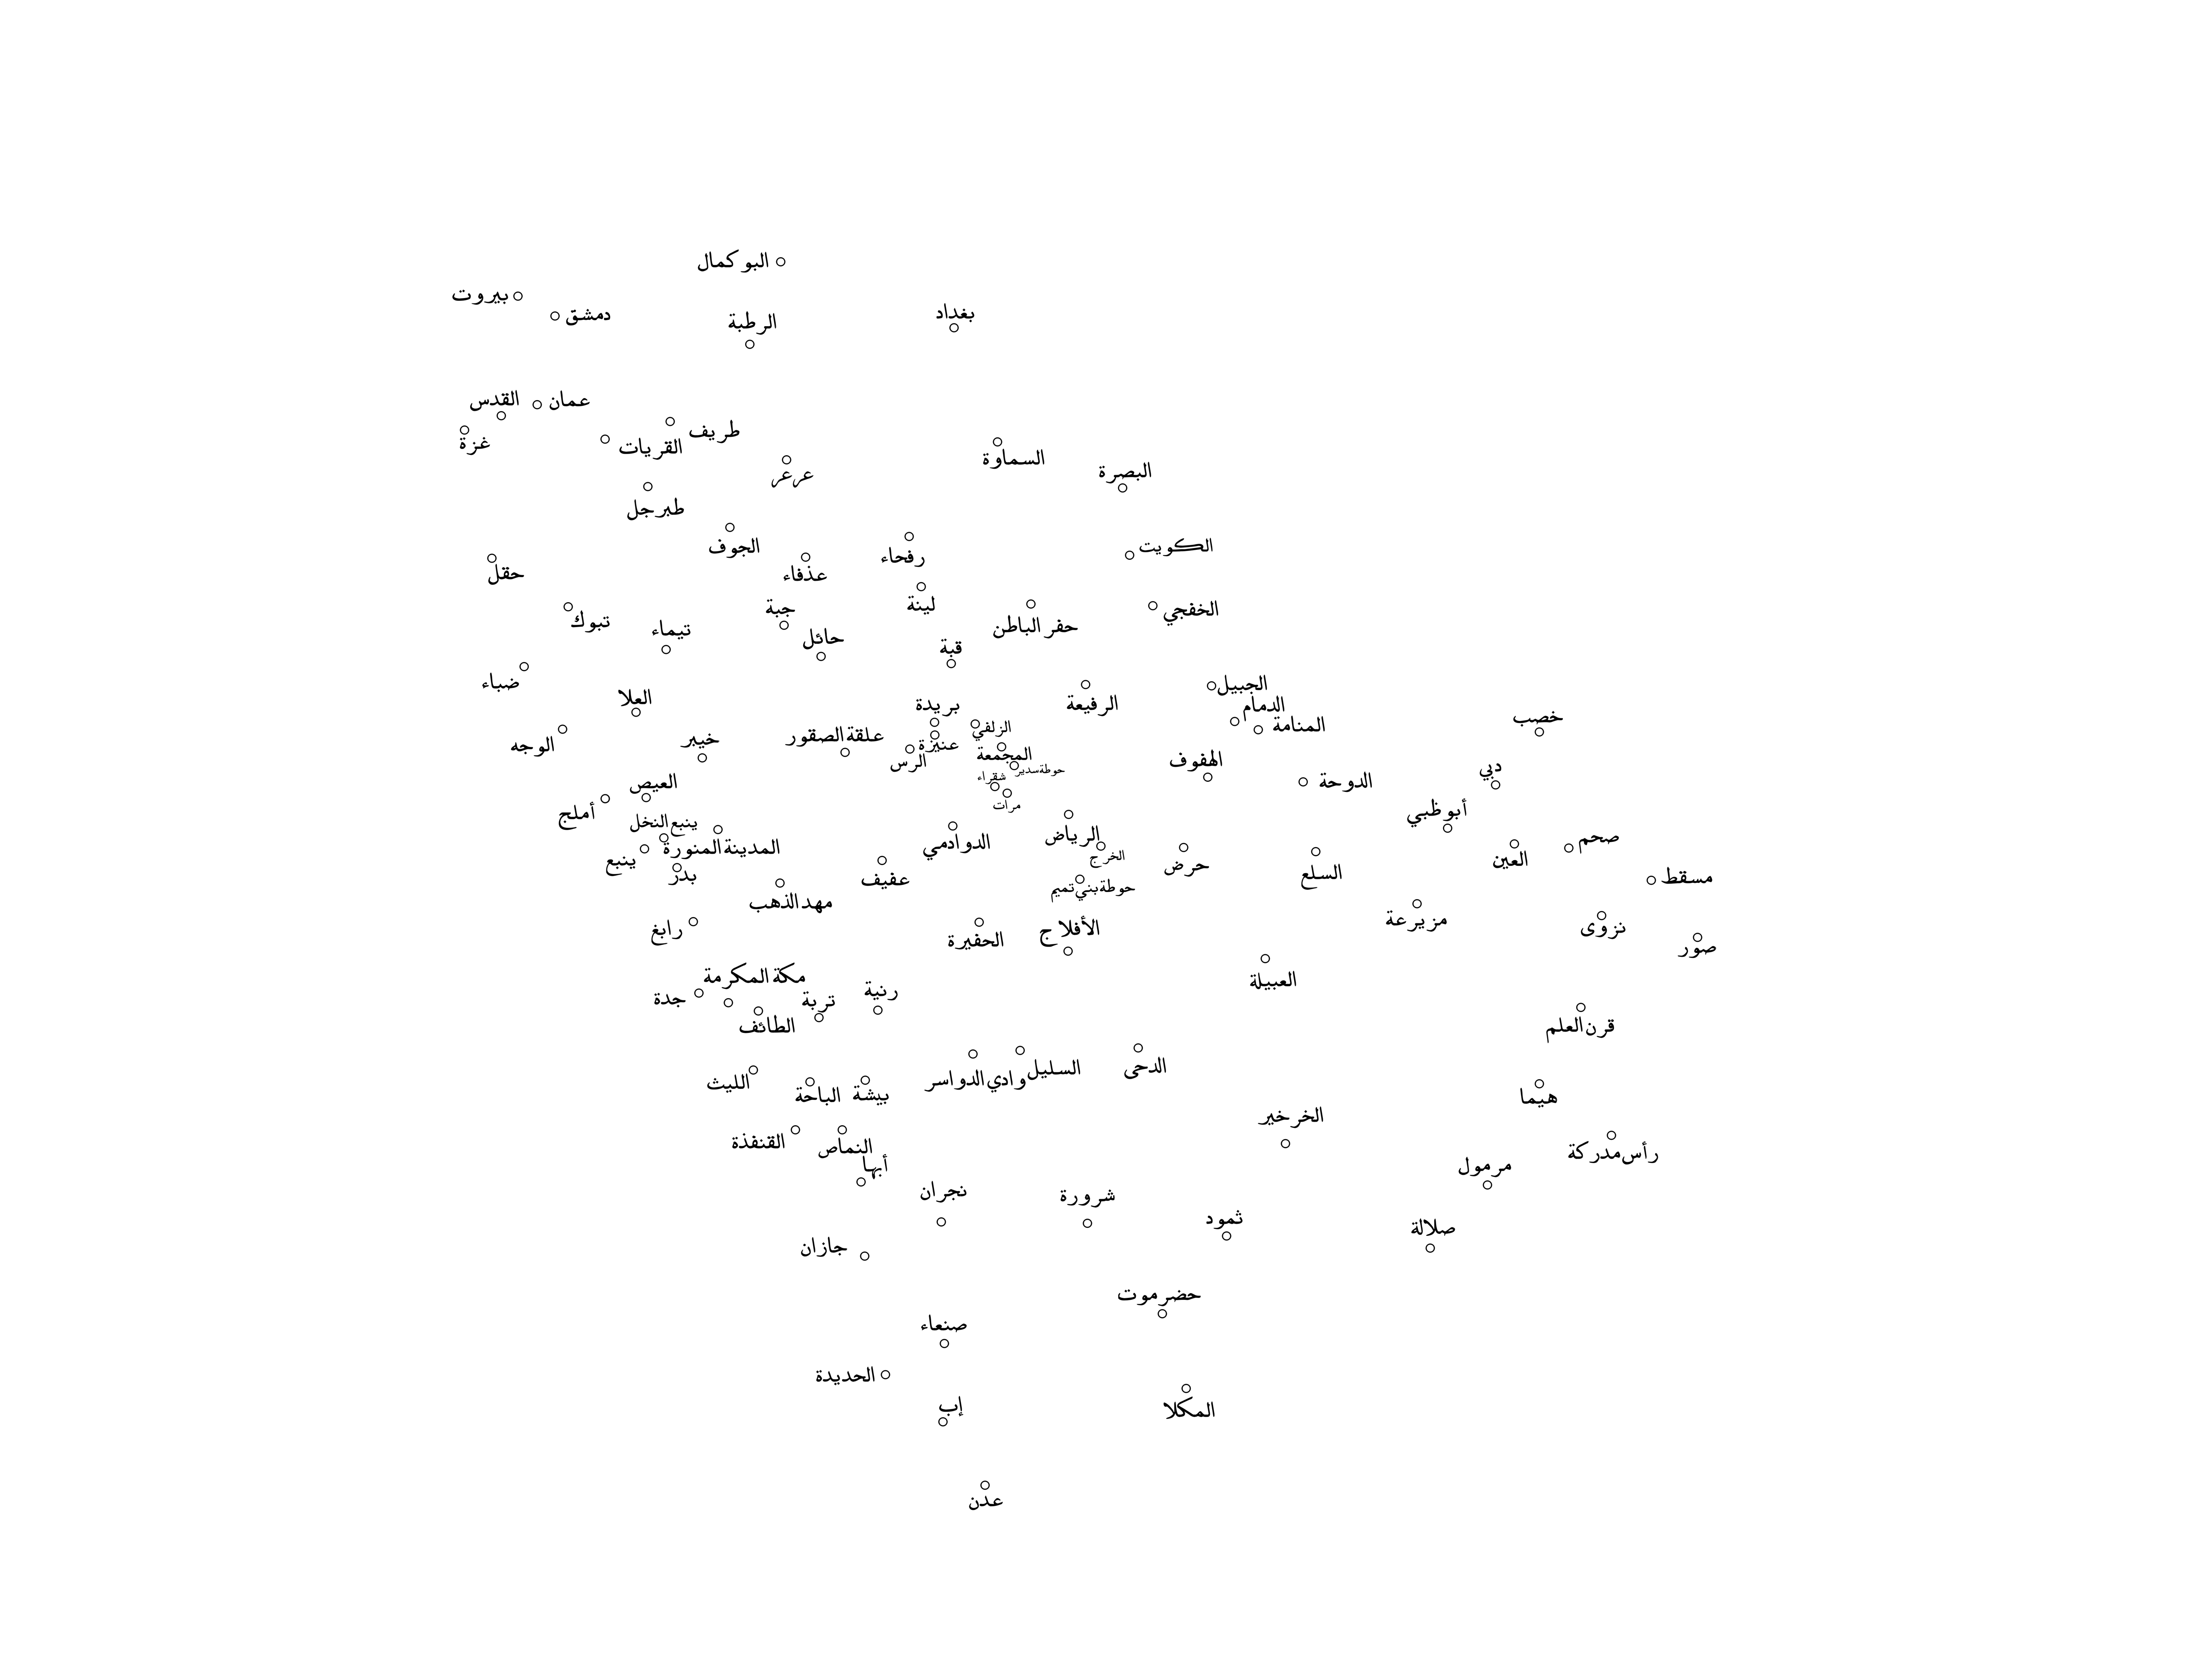 البوكمال
بيروت
دمشق
الرطبة
بغداد
القدس
عمان
غزة
طريف
القريات
عرعر
السماوة
البصرة
طبرجل
الجوف
رفحاء
الكويت
حقل
عذفاء
لينة
جبة
الخفجي
تبوك
تيماء
حائل
حفر الباطن
قبة
ضباء
العلا
الجبيل
بريدة
الرفيعة
الدمام
خصب
الزلفي
المنامة
علقة الصقور
خيبر
عنيزة
الوجه
المجمعة
الرس
الهفوف
حوطة سدير
دبي
شقراء
العيص
الدوحة
مرات
أملج
أبو ظبي
ينبع النخل
الرياض
صحم
المدينة المنورة
الدوادمي
الخرج
ينبع
العين
حرض
السلع
بدر
عفيف
مسقط
حوطة بني تميم
مهد الذهب
مزيرعة
الأفلاج
نزوى
رابغ
الحفيرة
صور
مكة المكرمة
العبيلة
رنية
جدة
تربة
الطائف
قرن العلم
السليل
الدحى
وادي الدواسر
الليث
الباحة
بيشة
هيما
الخرخير
القنفذة
النماص
رأس مدركة
أبها
مرمول
نجران
شرورة
ثمود
صلالة
جازان
حضرموت
صنعاء
الحديدة
إب
المكلا
عدن